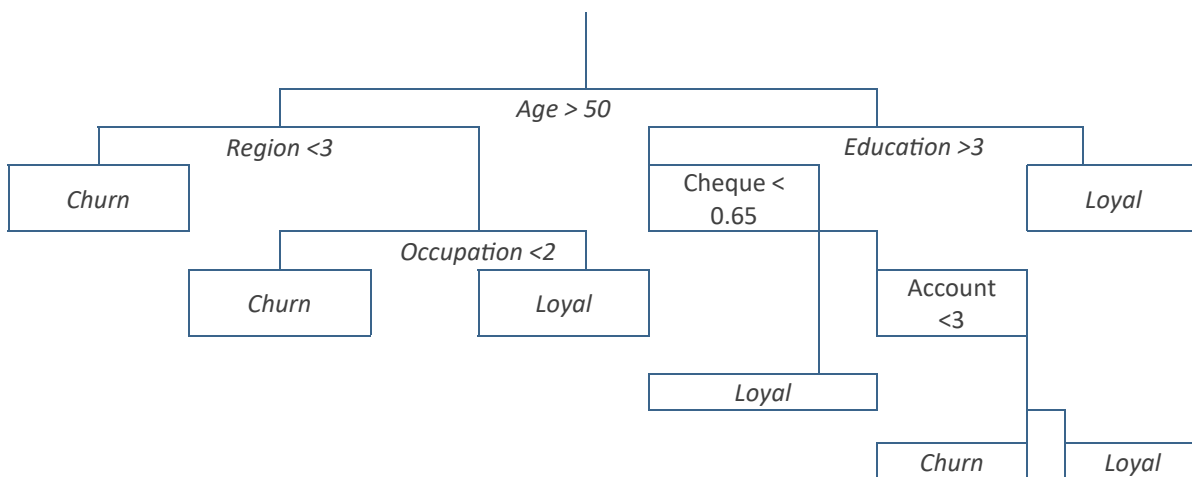 Age > 50
Region <3
Education >3
Churn
Cheque <
0.65
Loyal
Occupation <2
Churn
Loyal
Account
<3
Loyal
Churn
Loyal